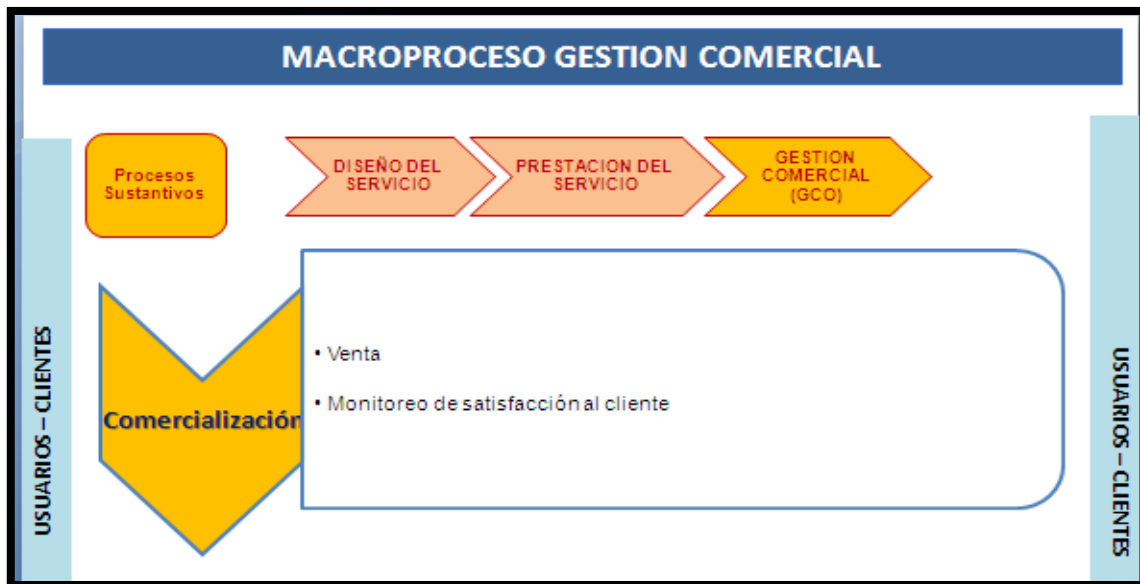 MACROPROCESO GESTION COMERCIAL
Procesos
Sustantivos
DISEÑO DEL
SERVICIO
PRESTACION DEL
SERVICIO
GESTION
COMERCIAL
(GCO)
USUARIOS – CLIENTES
Comercialización
• Venta
• Monitoreo de satisfacción al cliente
USUARIOS – CLIENTES